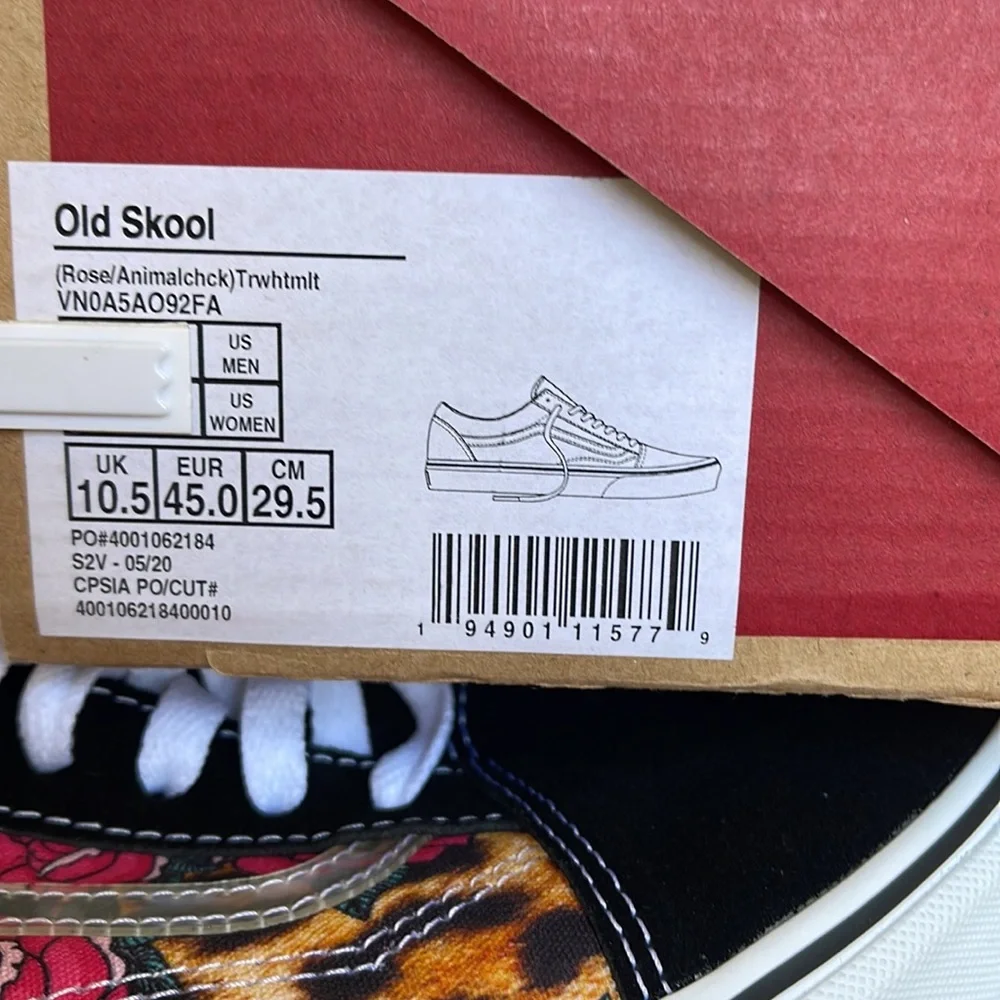 Old Skool
(Rose/Animalchck)Trwhtmlt
VN0A5AO92FA
US
MEN
US
WOMEN
UK EUR CM
10.5 45.0 29.5
PO#4001062184
S2V - 05/20
CPSIA PO/CUT#
400106218400010
1 94901 11577 9